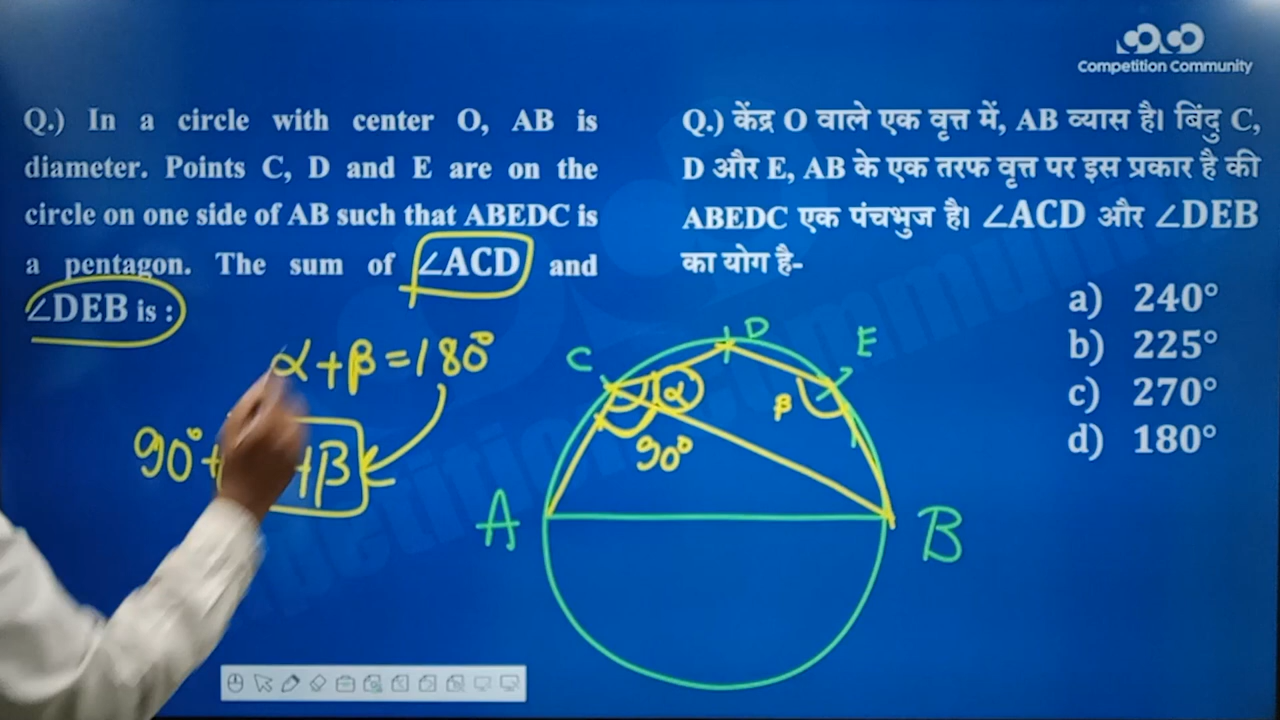 Competition Community
Q.) In a circle with center O, AB is
diameter. Points C, D and E are on the
circle on one side of AB such that ABEDC is
a pentagon. The sum of ∠ACD and
∠DEB is :
Q.) केंद्र O वाले एक वृत्त में, AB व्यास है। बिंदु C,
D और E, AB के एक तरफ वृत्त पर इस प्रकार है की
ABEDC एक पंचभुज है। ∠ACD और ∠DEB
का योग है-
a) 240°
b) 225°
c) 270°
d) 180°
α+β=180°
90°+
+β
C
D
E
α
β
90°
A
B